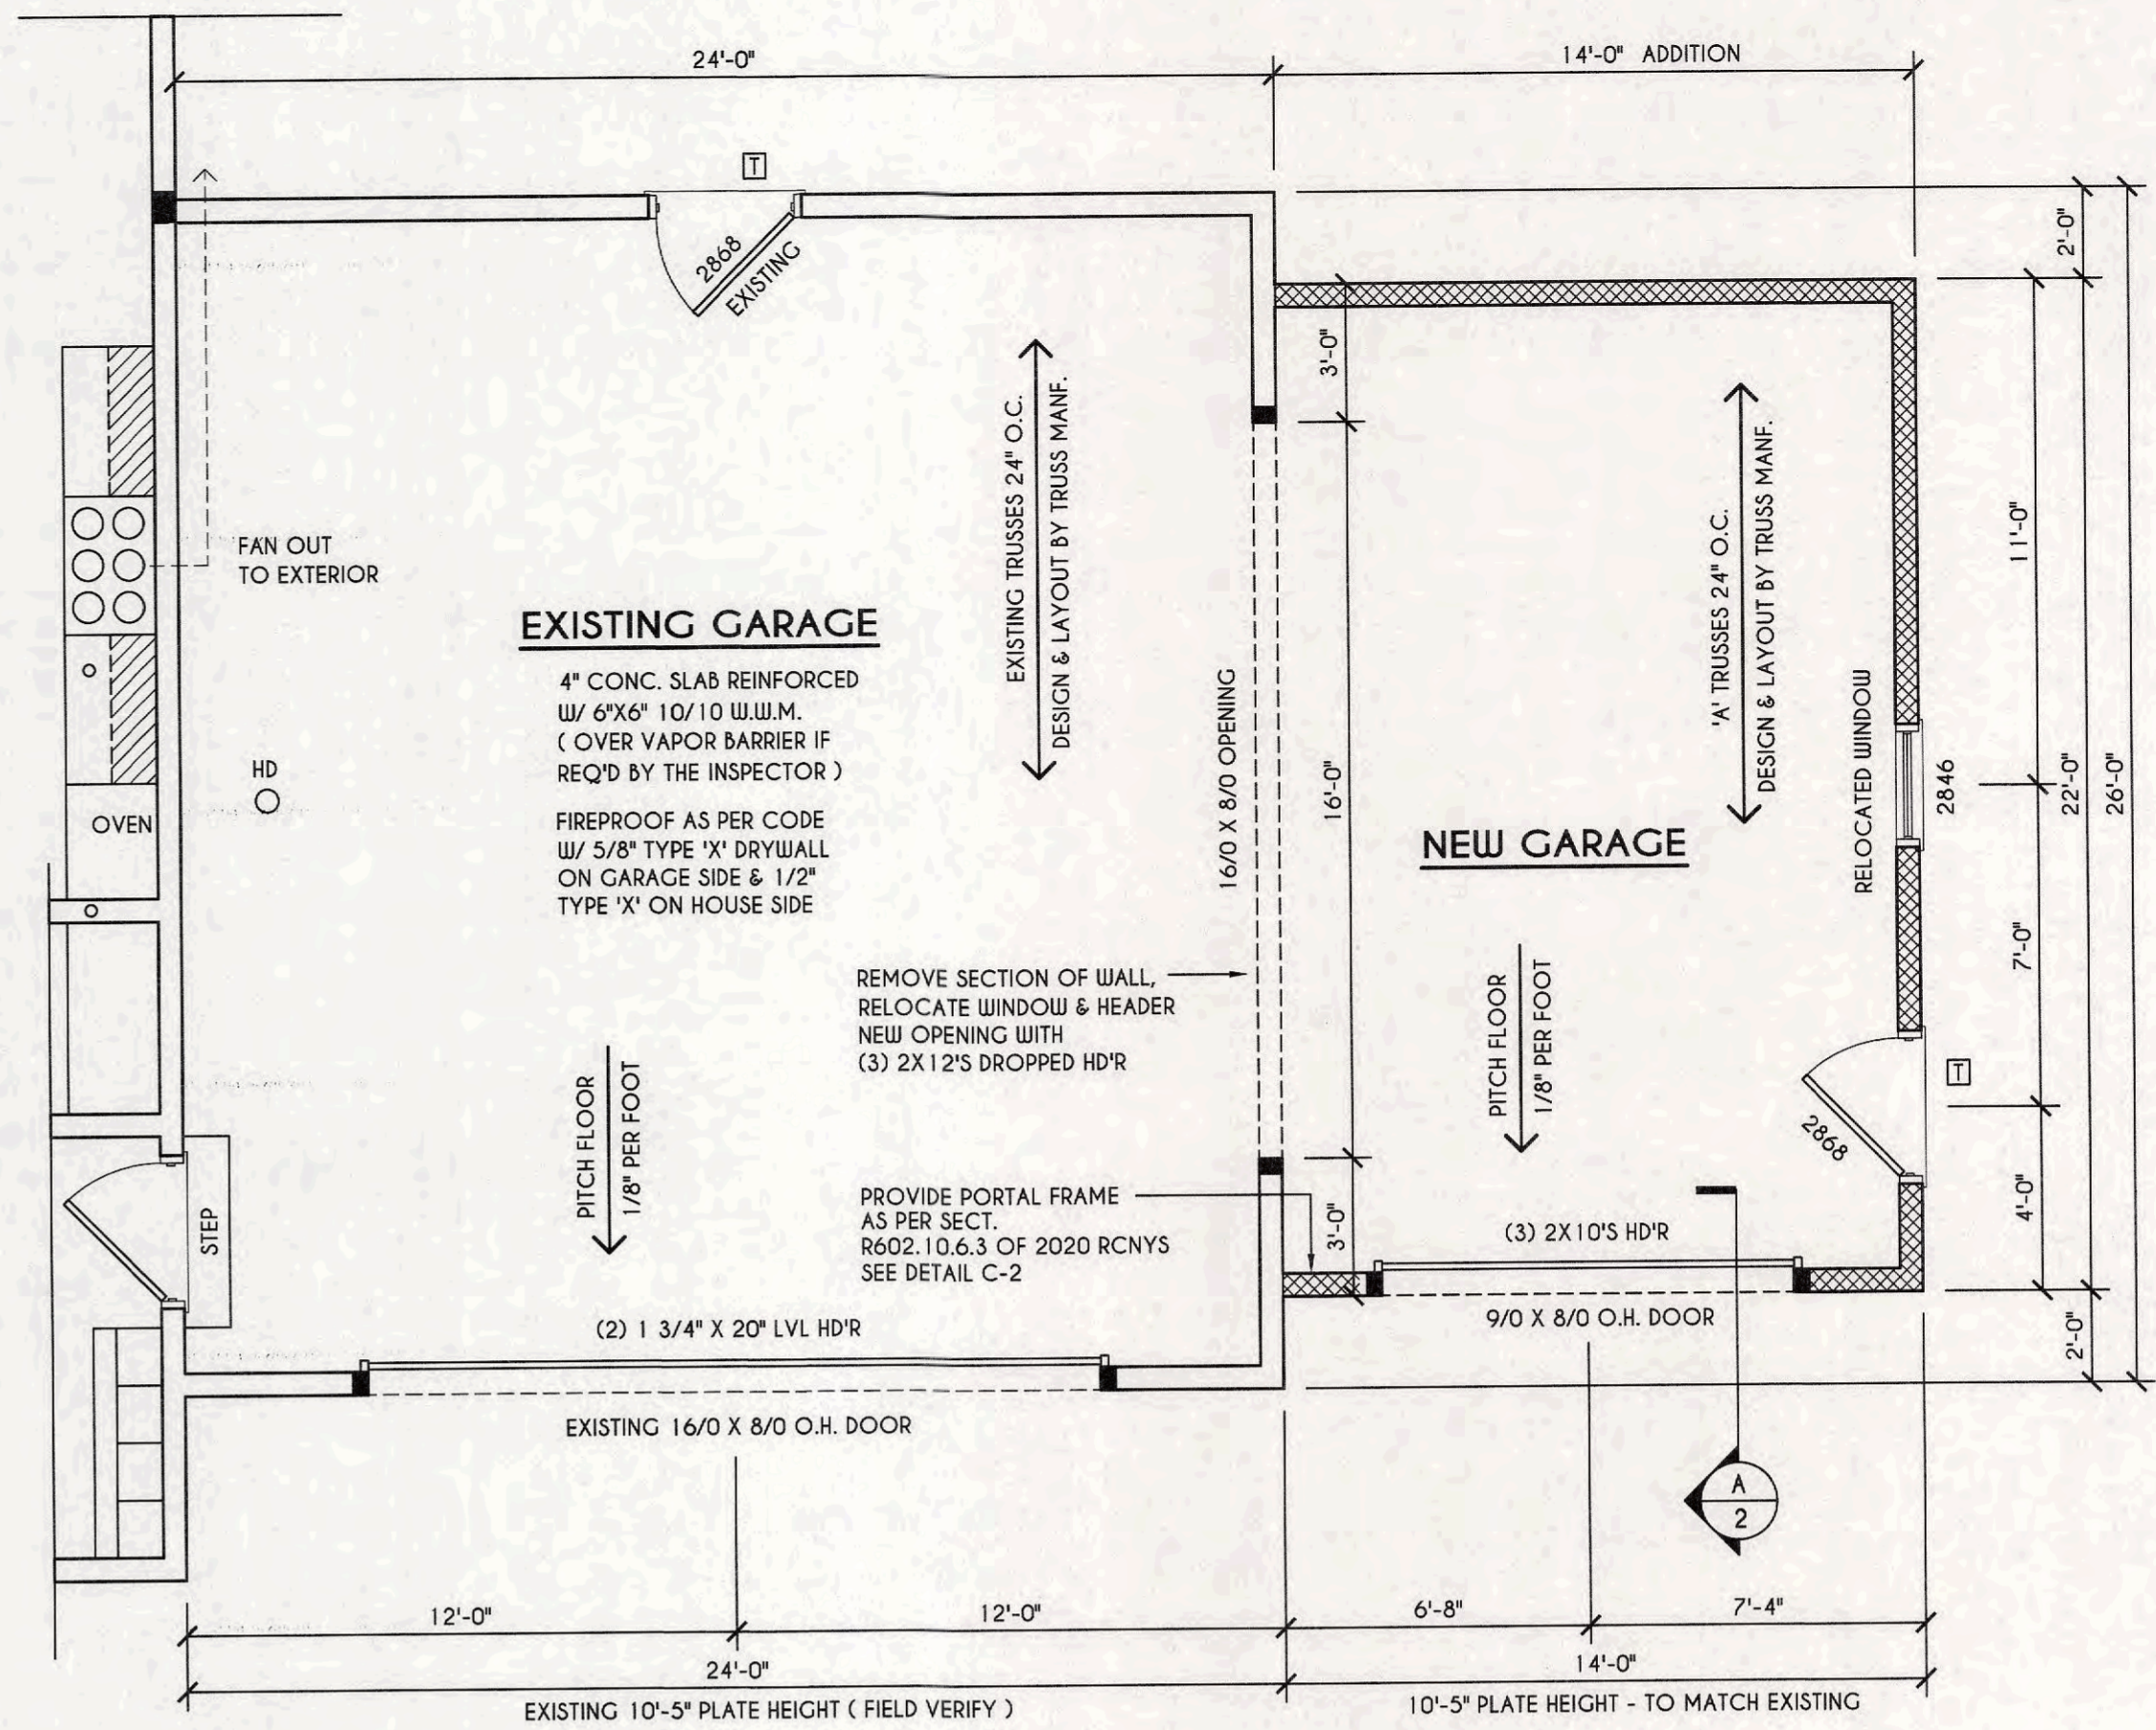 24'-0"
14'-0" ADDITION
T
2868
EXISTING
2'-0"
3'-0"
EXISTING TRUSSES 24" O.C.
DESIGN & LAYOUT BY TRUSS MANF.
'A' TRUSSES 24" O.C.
DESIGN & LAYOUT BY TRUSS MANF.
11'-0"
FAN OUT
TO EXTERIOR
EXISTING GARAGE
4" CONC. SLAB REINFORCED
W/ 6"X6" 10/10 W.W.M.
( OVER VAPOR BARRIER IF
REQ'D BY THE INSPECTOR )
FIREPROOF AS PER CODE
W/ 5/8" TYPE 'X' DRYWALL
ON GARAGE SIDE & 1/2"
TYPE 'X' ON HOUSE SIDE
HD
OVEN
16/0 X 8/0 OPENING
16'-0"
NEW GARAGE
RELOCATED WINDOW
2846
22'-0"
26'-0"
7'-0"
REMOVE SECTION OF WALL,
RELOCATE WINDOW & HEADER
NEW OPENING WITH
(3) 2X12'S DROPPED HD'R
PITCH FLOOR
1/8" PER FOOT
PITCH FLOOR
1/8" PER FOOT
T
2868
STEP
PROVIDE PORTAL FRAME
AS PER SECT.
R602.10.6.3 OF 2020 RCNYS
SEE DETAIL C-2
3'-0"
(3) 2X10'S HD'R
4'-0"
9/0 X 8/0 O.H. DOOR
2'-0"
(2) 1 3/4" X 20" LVL HD'R
EXISTING 16/0 X 8/0 O.H. DOOR
A
2
12'-0"
12'-0"
6'-8"
7'-4"
24'-0"
14'-0"
EXISTING 10'-5" PLATE HEIGHT ( FIELD VERIFY )
10'-5" PLATE HEIGHT - TO MATCH EXISTING